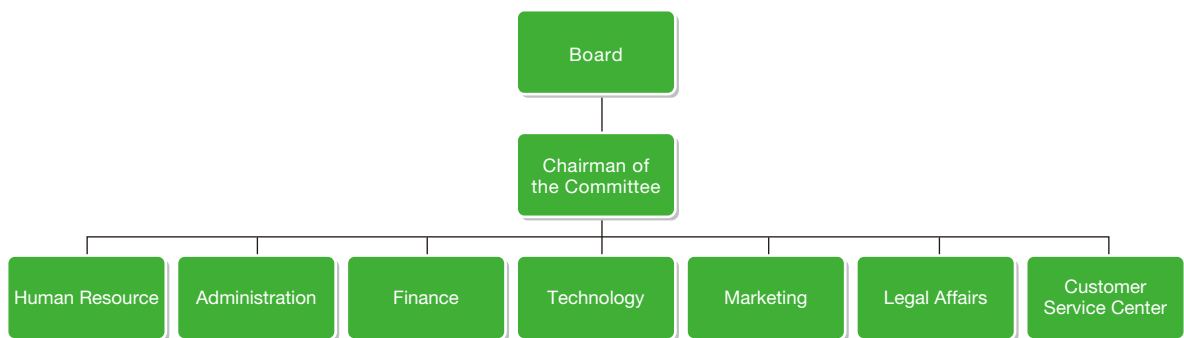 Board
Chairman of
the Committee
Human Resource
Administration
Finance
Technology
Marketing
Legal Affairs
Customer
Service Center